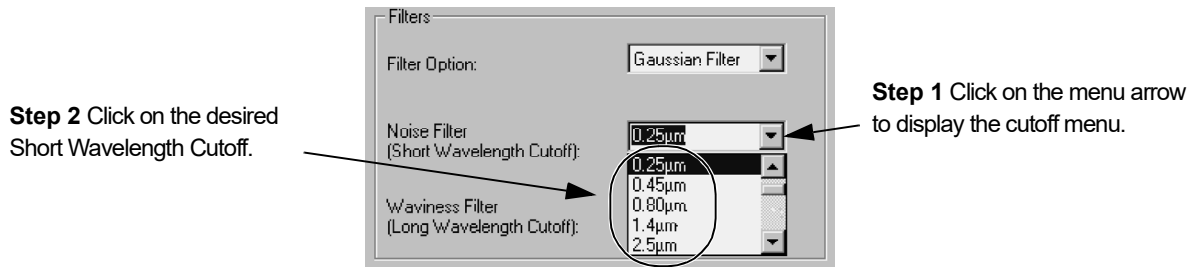 Filters
Filter Option:
Gaussian Filter
Step 1 Click on the menu arrow
to display the cutoff menu.
Step 2 Click on the desired
Short Wavelength Cutoff.
Noise Filter
(Short Wavelength Cutoff):
0.25µm
0.25µm
0.45µm
0.80µm
1.4µm
2.5µm
Waviness Filter
(Long Wavelength Cutoff):